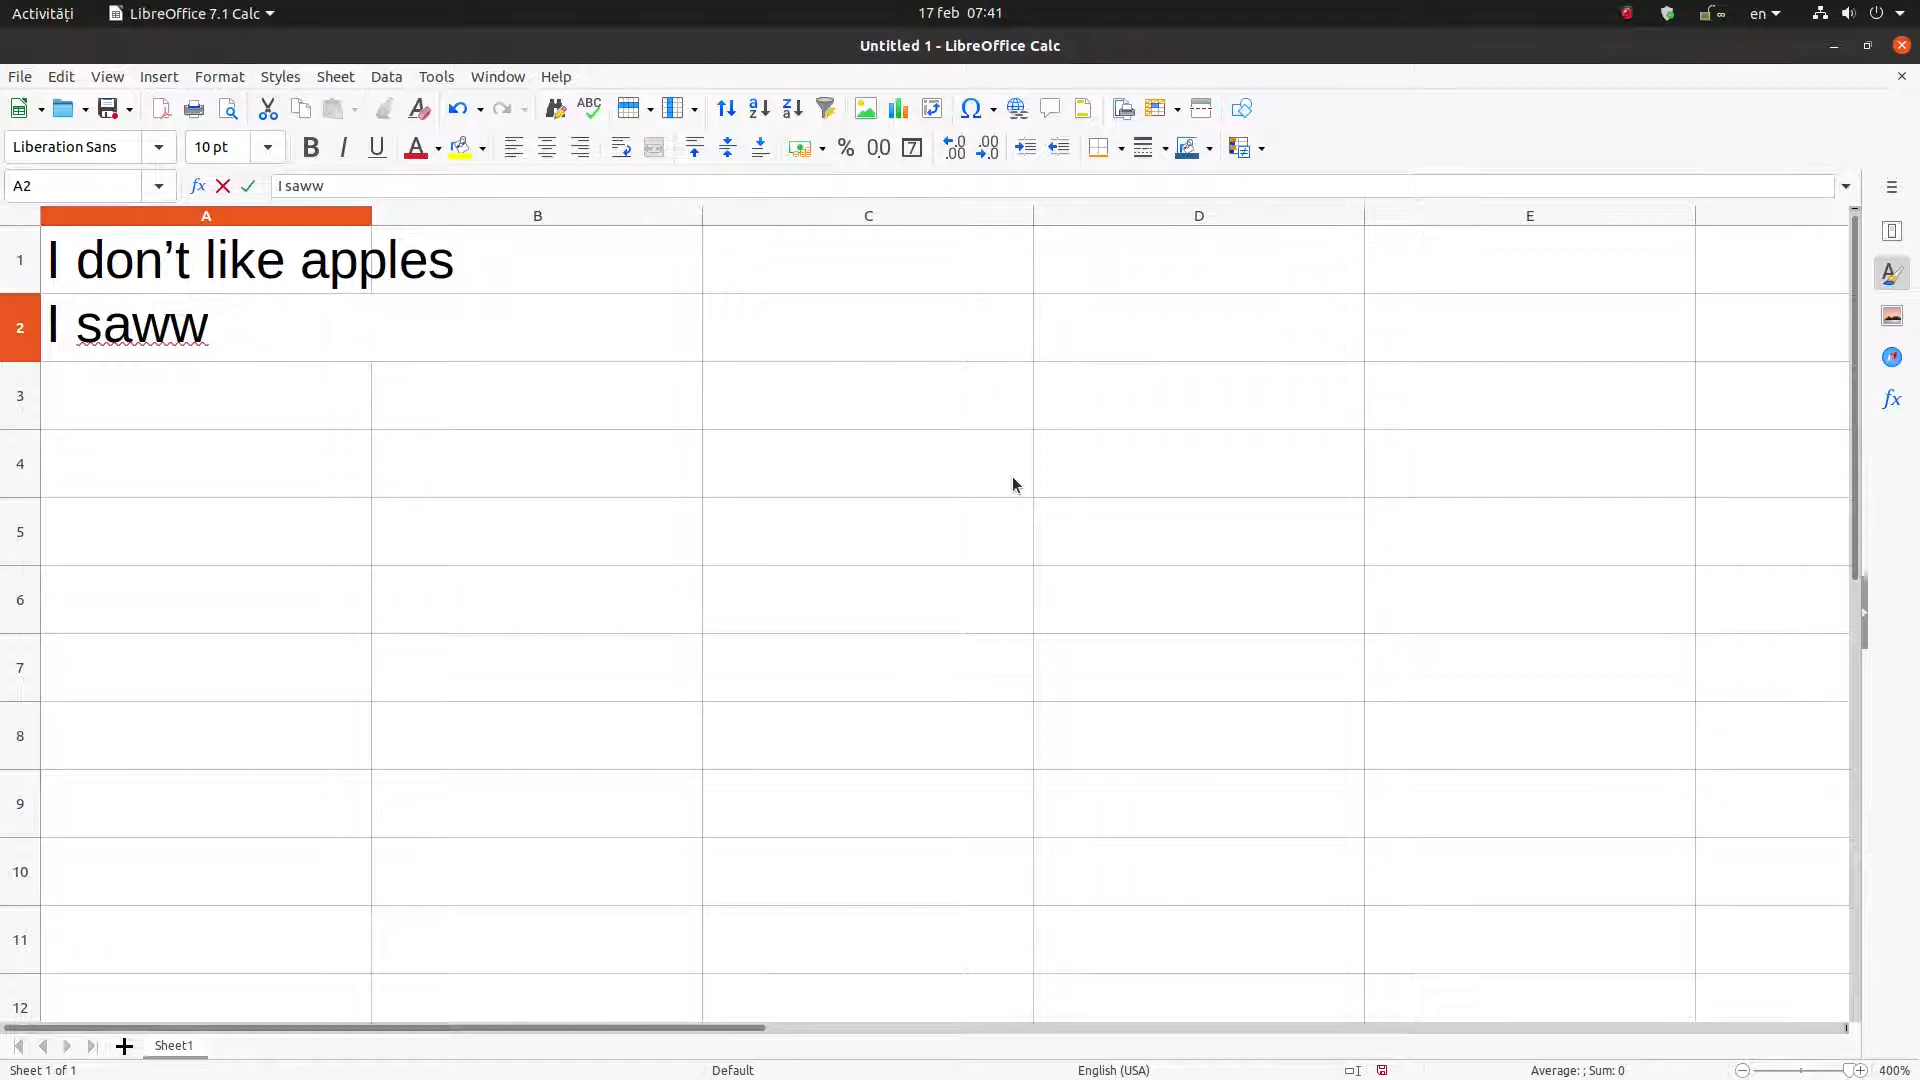 Activități LibreOffice 7.1 Calc 17 feb 07:41 en
Untitled 1 - LibreOffice Calc
File Edit View Insert Format Styles Sheet Data Tools Window Help
Liberation Sans 10 pt
A2 fx I saww
A B C D E
1 I don’t like apples
2 I saww
3
4
5
6
7
8
9
10
11
12
Sheet1
Sheet 1 of 1 Default English (USA) Average: ; Sum: 0 400%